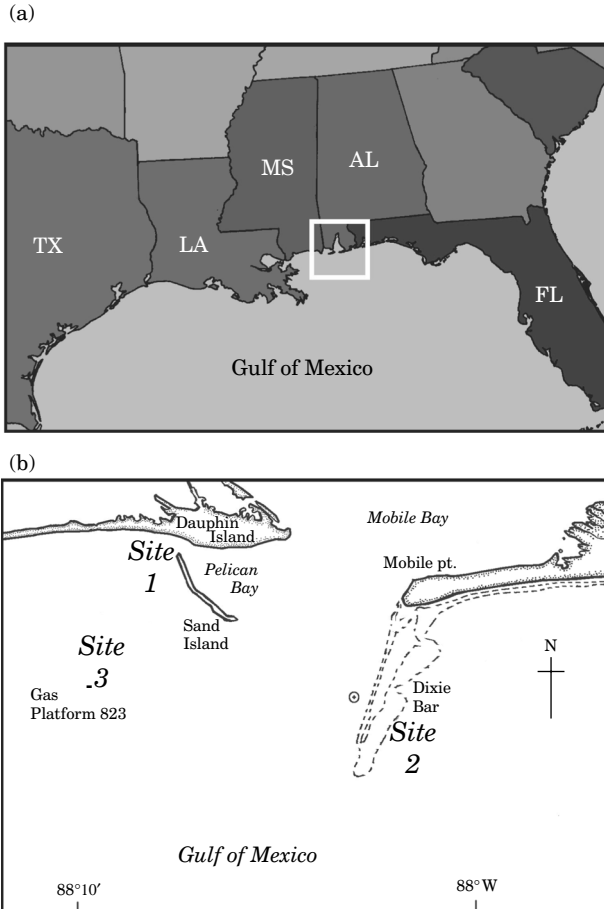 (a)
MS
AL
TX
LA
FL
Gulf of Mexico
(b)
Dauphin
Island
Mobile Bay
Site
1
Pelican
Bay
Mobile pt.
Sand
Island
Site
3
Gas
Platform 823
N
Dixie
Bar
Site
2
Gulf of Mexico
88°10′
88°W